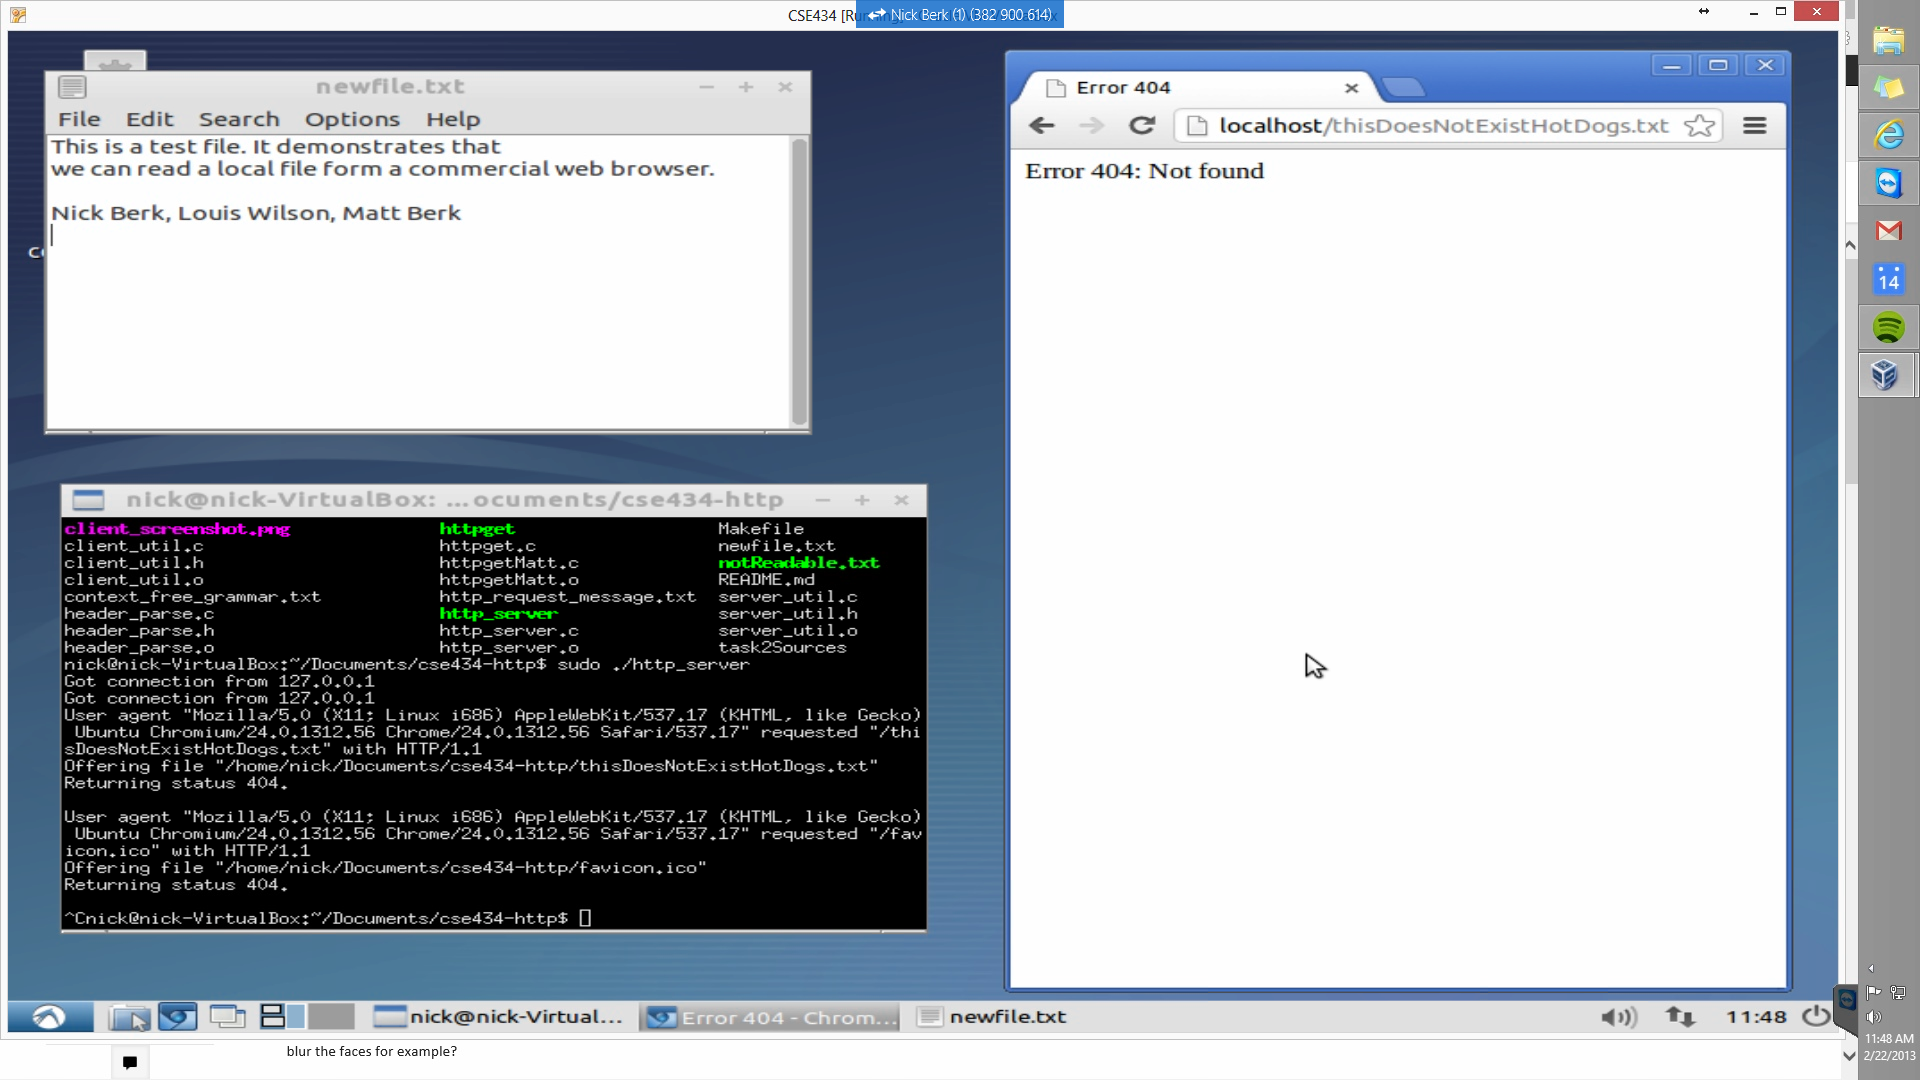 CSE434 [Ru
Nick Berk (1) (382 900 614)
newfile.txt
File Edit Search Options Help
This is a test file. It demonstrates that
we can read a local file form a commercial web browser.
Nick Berk, Louis Wilson, Matt Berk
Error 404
localhost/thisDoesNotExistHotDogs.txt
Error 404: Not found
nick@nick-VirtualBox: ...ocuments/cse434-http
client_screenshot.png httpget Makefile
client_util.c httpget.c newfile.txt
client_util.h httpgetMatt.c notReadable.txt
client_util.o httpgetMatt.o README.md
context_free_grammar.txt http_request_message.txt server_util.c
header_parse.c http_server server_util.h
header_parse.h http_server.c server_util.o
header_parse.o http_server.o task2Sources
nick@nick-VirtualBox:~/Documents/cse434-http$ sudo ./http_server
Got connection from 127.0.0.1
Got connection from 127.0.0.1
User agent "Mozilla/5.0 (X11; Linux i686) AppleWebKit/537.17 (KHTML, like Gecko)
Ubuntu Chromium/24.0.1312.56 Chrome/24.0.1312.56 Safari/537.17" requested "/thi
sDoesNotExistHotDogs.txt" with HTTP/1.1
Offering file "/home/nick/Documents/cse434-http/thisDoesNotExistHotDogs.txt"
Returning status 404.
User agent "Mozilla/5.0 (X11; Linux i686) AppleWebKit/537.17 (KHTML, like Gecko)
Ubuntu Chromium/24.0.1312.56 Chrome/24.0.1312.56 Safari/537.17" requested "/fav
icon.ico" with HTTP/1.1
Offering file "/home/nick/Documents/cse434-http/favicon.ico"
Returning status 404.
^Cnick@nick-VirtualBox:~/Documents/cse434-http$
nick@nick-Virtual...
Error 404 - Chrom...
newfile.txt
11:48
blur the faces for example?
14
11:48 AM
2/22/2013